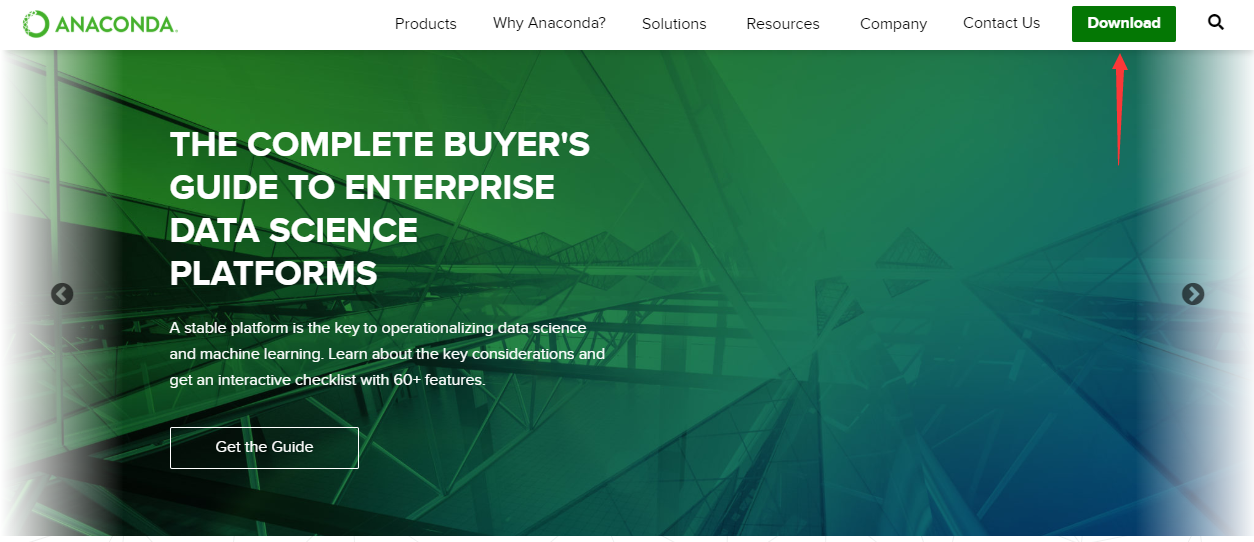 ANACONDA.
Products
Why Anaconda?
Solutions
Resources
Company
Contact Us
Download
THE COMPLETE BUYER'S
GUIDE TO ENTERPRISE
DATA SCIENCE
PLATFORMS
A stable platform is the key to operationalizing data science
and machine learning. Learn about the key considerations and
get an interactive checklist with 60+ features.
Get the Guide